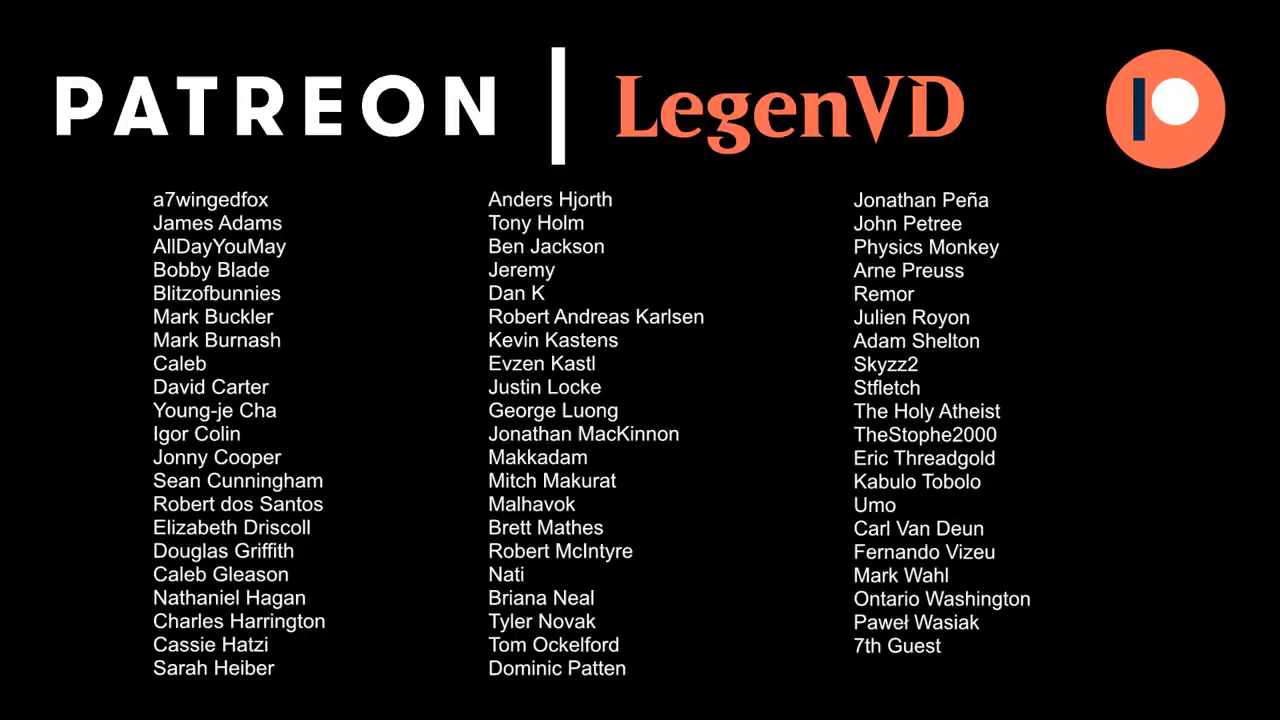 PATREON | LegenVD
a7wingedfox
James Adams
AllDayYouMay
Bobby Blade
Blitzofbunnies
Mark Buckler
Mark Burnash
Caleb
David Carter
Young-je Cha
Igor Colin
Jonny Cooper
Sean Cunningham
Robert dos Santos
Elizabeth Driscoll
Douglas Griffith
Caleb Gleason
Nathaniel Hagan
Charles Harrington
Cassie Hatzi
Sarah Heiber
Anders Hjorth
Tony Holm
Ben Jackson
Jeremy
Dan K
Robert Andreas Karlsen
Kevin Kastens
Evzen Kastl
Justin Locke
George Luong
Jonathan MacKinnon
Makkadam
Mitch Makurat
Malhavok
Brett Mathes
Robert McIntyre
Nati
Briana Neal
Tyler Novak
Tom Ockelford
Dominic Patten
Jonathan Peña
John Petree
Physics Monkey
Arne Preuss
Remor
Julien Royon
Adam Shelton
Skyzz2
Stfletch
The Holy Atheist
TheStophe2000
Eric Threadgold
Kabulo Tobolo
Umo
Carl Van Deun
Fernando Vizeu
Mark Wahl
Ontario Washington
Paweł Wasiak
7th Guest